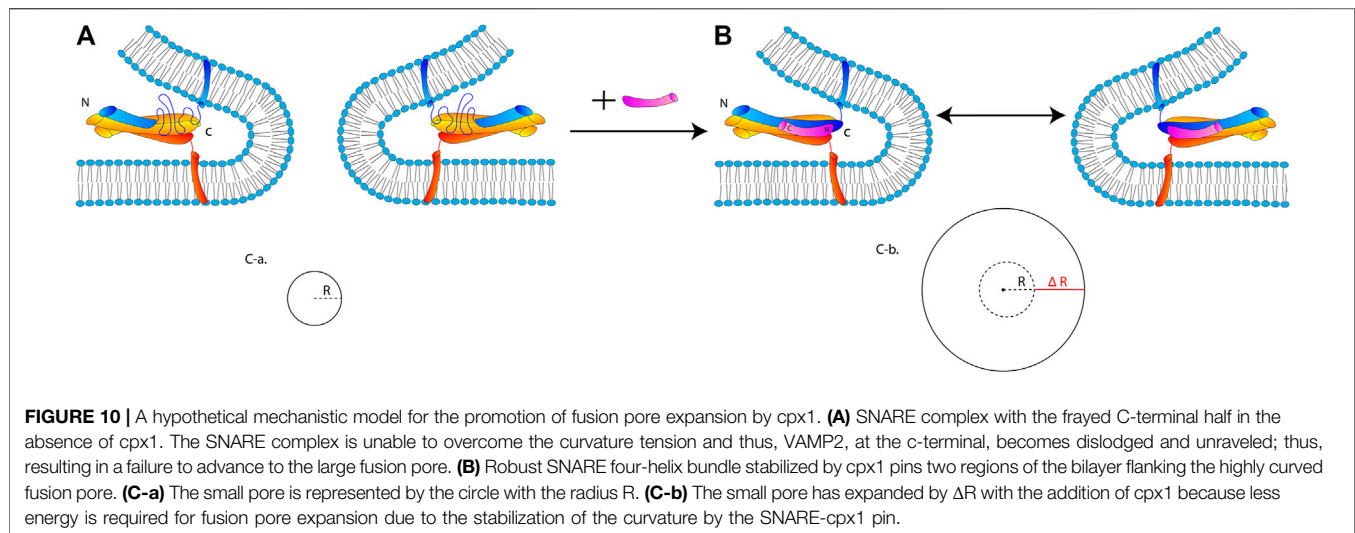 A
B
N
C
N
C
N
C
C-a.
R
C-b.
R
Δ R
FIGURE 10 | A hypothetical mechanistic model for the promotion of fusion pore expansion by cpx1. (A) SNARE complex with the frayed C-terminal half in the
absence of cpx1. The SNARE complex is unable to overcome the curvature tension and thus, VAMP2, at the c-terminal, becomes dislodged and unraveled; thus,
resulting in a failure to advance to the large fusion pore. (B) Robust SNARE four-helix bundle stabilized by cpx1 pins two regions of the bilayer flanking the highly curved
fusion pore. (C-a) The small pore is represented by the circle with the radius R. (C-b) The small pore has expanded by ΔR with the addition of cpx1 because less
energy is required for fusion pore expansion due to the stabilization of the curvature by the SNARE-cpx1 pin.